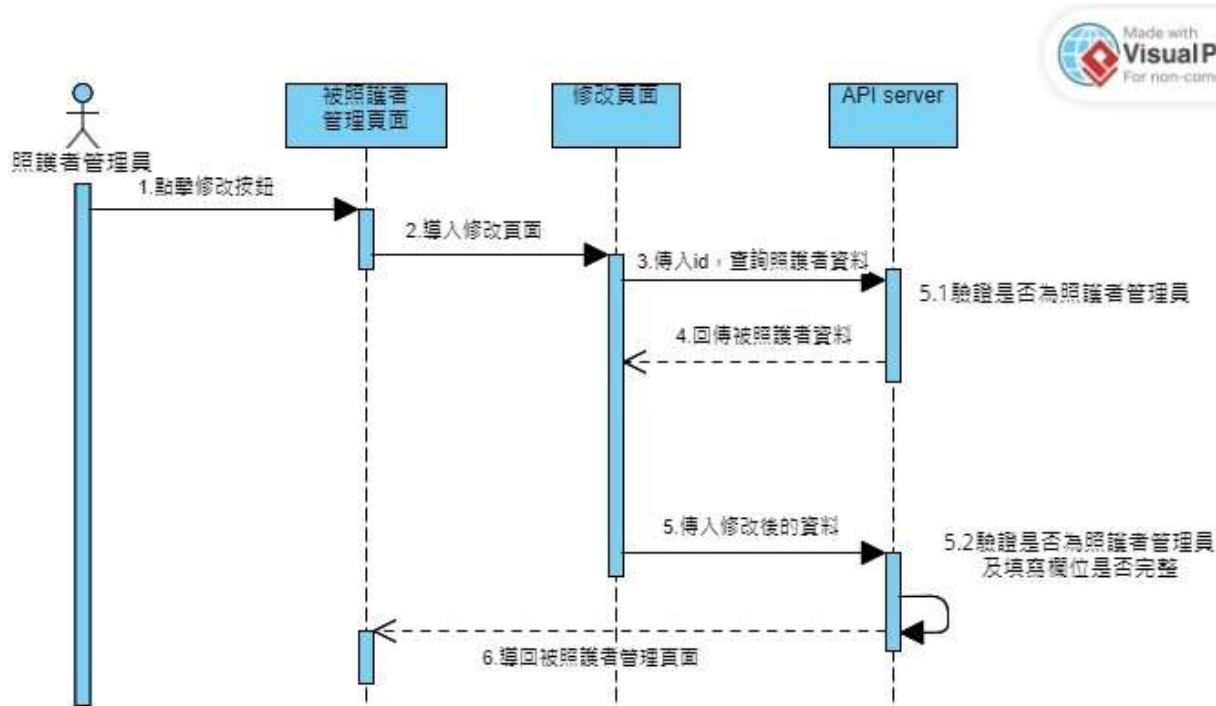 Made with
Visual P
For non-com
被照護者
管理頁面
修改頁面
API server
照護者管理員
1.點擊修改按鈕
2.導入修改頁面
3.傳入id，查詢照護者資料
5.1驗證是否為照護者管理員
4.回傳被照護者資料
5.傳入修改後的資料
5.2驗證是否為照護者管理員
及填寫欄位是否完整
6.導回被照護者管理頁面